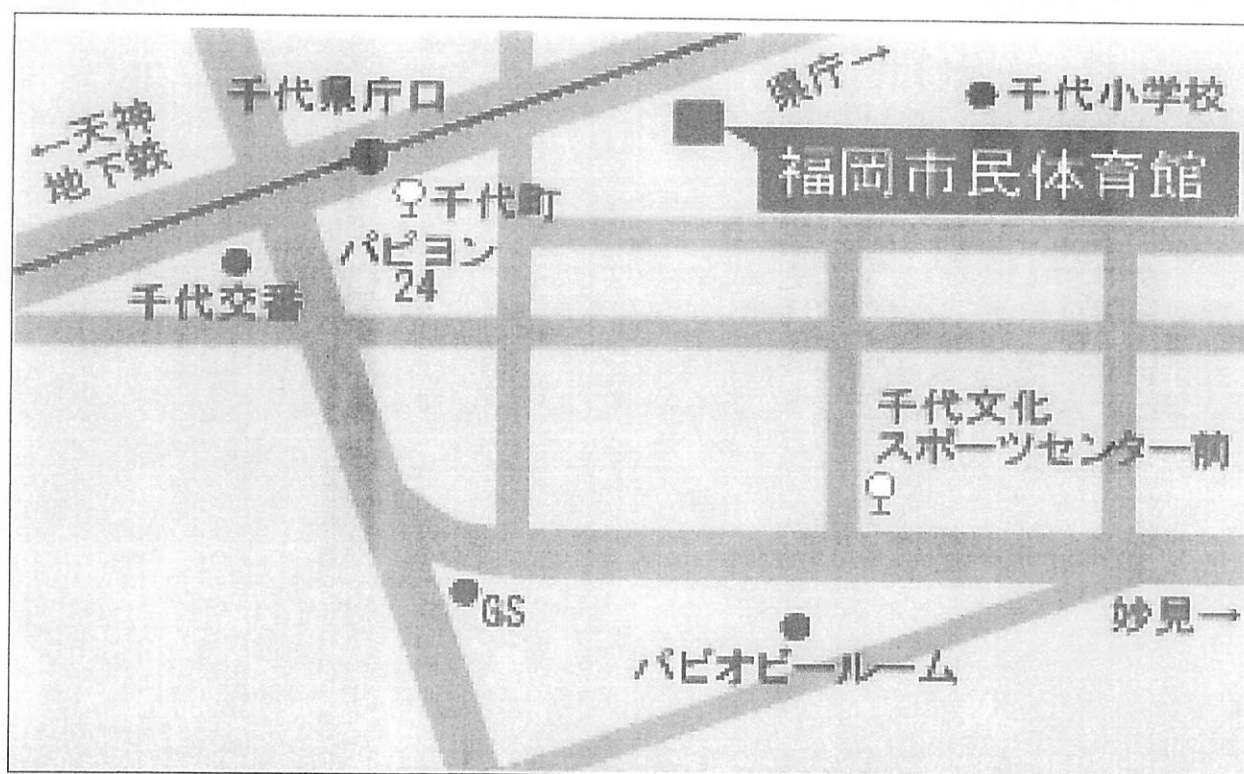 県庁→
千代県庁口
千代小学校
←天神
地下鉄
福岡市民体育館
千代町
パピヨン
24
千代交番
千代文化
スポーツセンター前
GS
妙見→
パピオビールーム